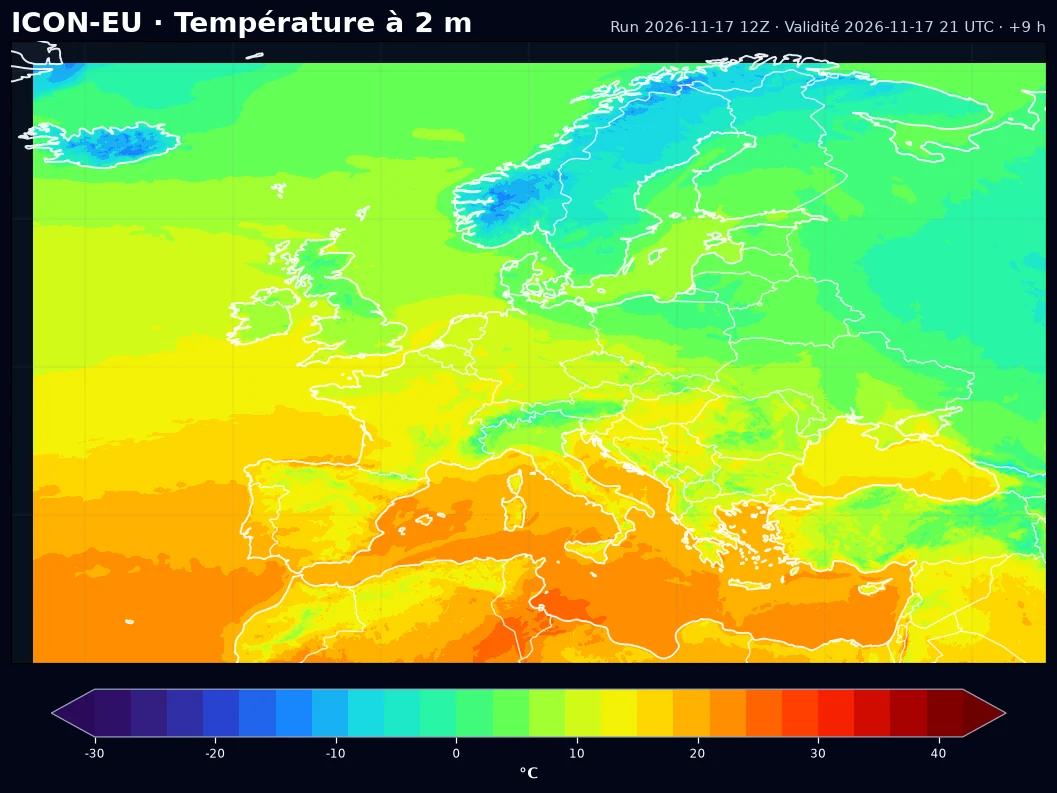 ICON-EU · Température à 2 m
Run 2026-11-17 12Z · Validité 2026-11-17 21 UTC · +9 h
-30 -20 -10 0 10 20 30 40
°C